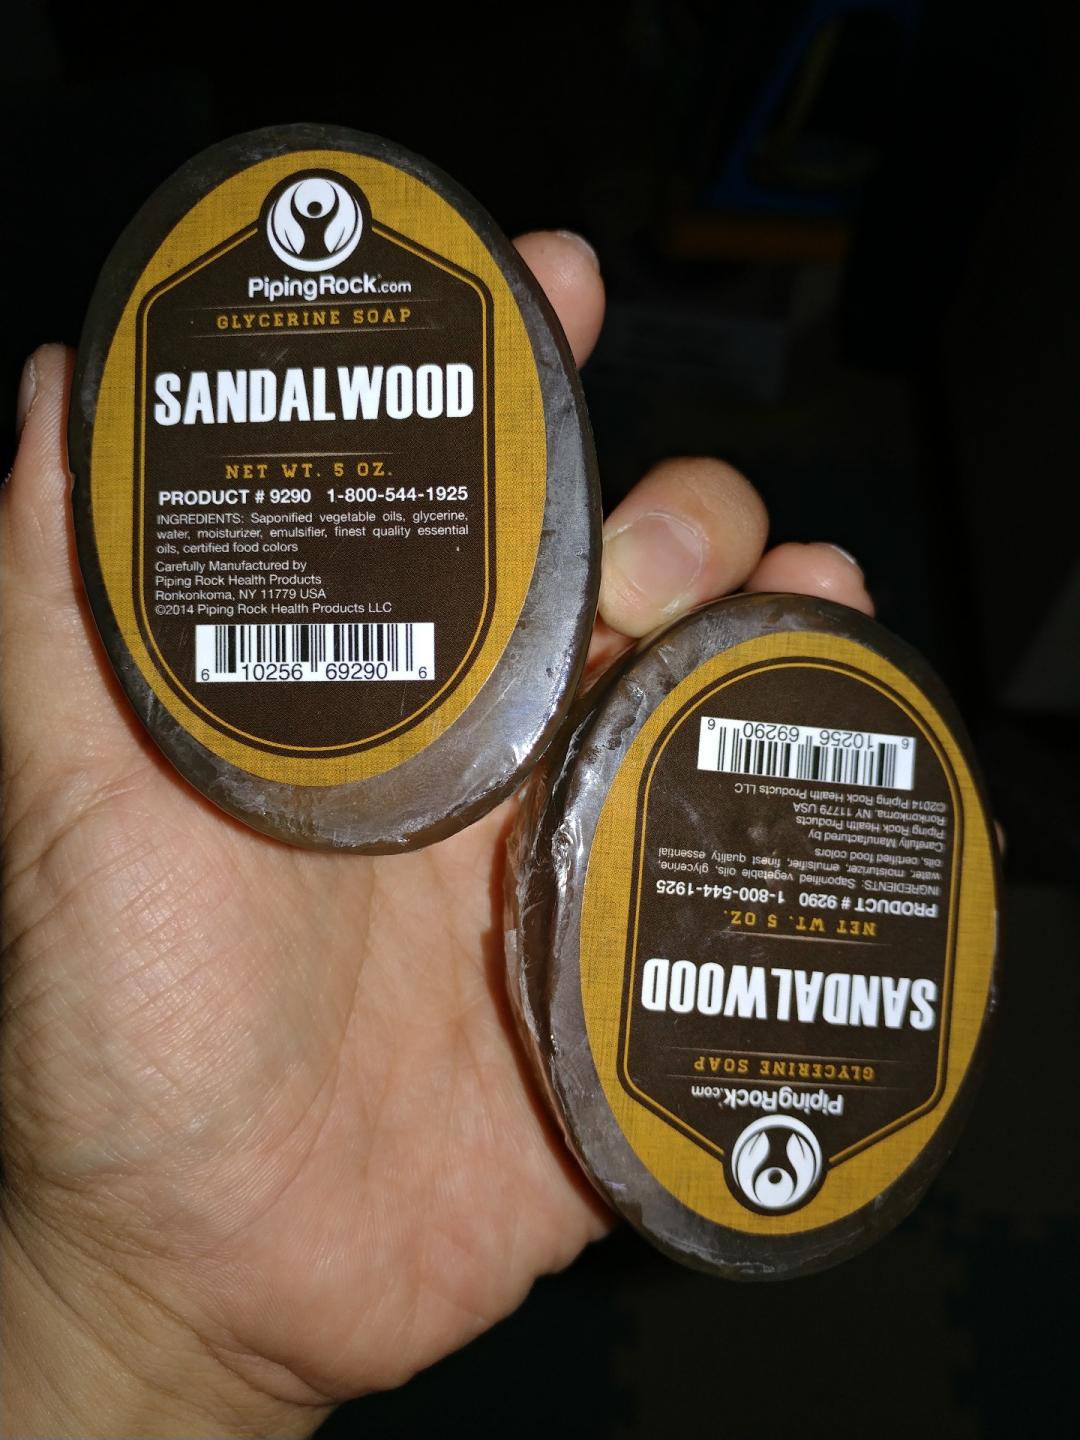 PipingRock.com
GLYCERINE SOAP
SANDALWOOD
NET WT. 5 OZ.
PRODUCT # 9290 1-800-544-1925
INGREDIENTS: Saponified vegetable oils, glycerine,
water, moisturizer, emulsifier, finest quality essential
oils, certified food colors
Carefully Manufactured by
Piping Rock Health Products
Ronkonkoma, NY 11779 USA
©2014 Piping Rock Health Products LLC
6 10256 69290 6
PipingRock.com
GLYCERINE SOAP
SANDALWOOD
NET WT. 5 OZ.
PRODUCT # 9290 1-800-544-1925
INGREDIENTS: Saponified vegetable oils, glycerine,
water, moisturizer, emulsifier, finest quality essential
oils, certified food colors
Carefully Manufactured by
Piping Rock Health Products
Ronkonkoma, NY 11779 USA
©2014 Piping Rock Health Products LLC
6 10256 69290 6